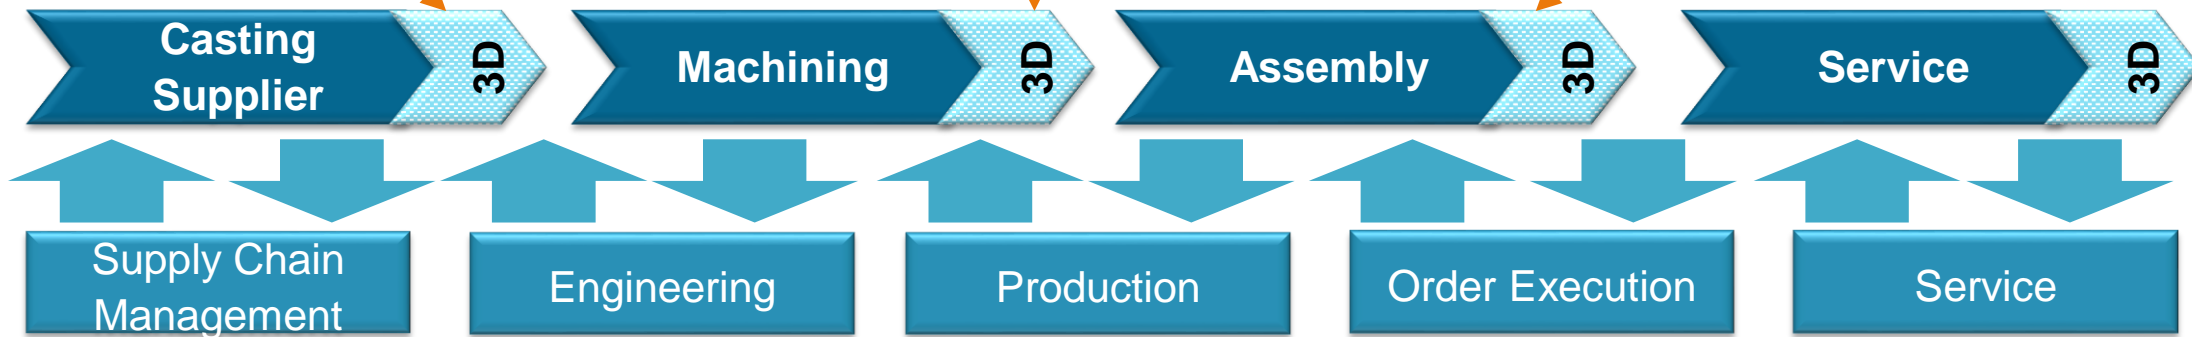 Casting
Supplier
3D
Machining
3D
Assembly
3D
Service
3D
Supply Chain
Management
Engineering
Production
Order Execution
Service